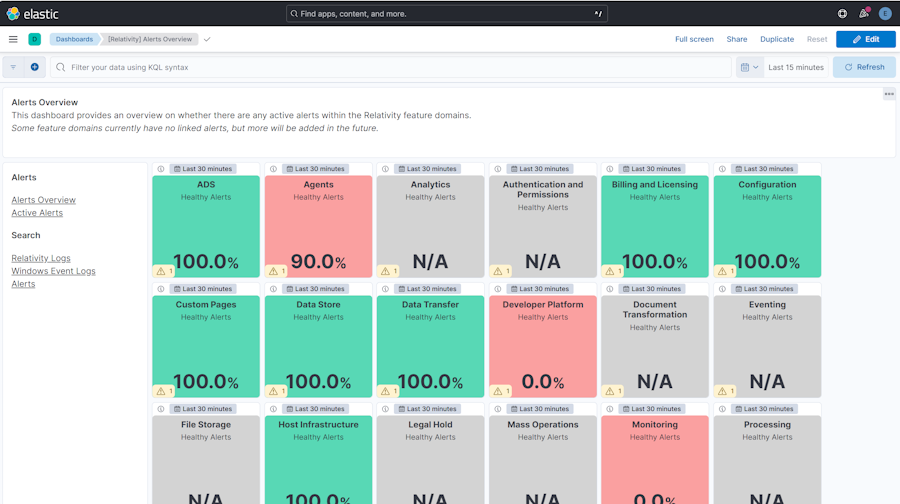 elastic
Find apps, content, and more.
^/
E
D
Dashboards
[Relativity] Alerts Overview
Full screen
Share
Duplicate
Reset
Edit
Filter your data using KQL syntax
Last 15 minutes
Refresh
Alerts Overview
This dashboard provides an overview on whether there are any active alerts within the Relativity feature domains.
Some feature domains currently have no linked alerts, but more will be added in the future.
Alerts
Alerts Overview
Active Alerts
Search
Relativity Logs
Windows Event Logs
Alerts
Last 30 minutes
ADS
Healthy Alerts
100.0%
1
Last 30 minutes
Agents
Healthy Alerts
90.0%
1
Last 30 minutes
Analytics
Healthy Alerts
N/A
1
Last 30 minutes
Authentication and
Permissions
Healthy Alerts
N/A
1
Last 30 minutes
Billing and Licensing
Healthy Alerts
100.0%
1
Last 30 minutes
Configuration
Healthy Alerts
100.0%
1
Last 30 minutes
Custom Pages
Healthy Alerts
100.0%
1
Last 30 minutes
Data Store
Healthy Alerts
100.0%
1
Last 30 minutes
Data Transfer
Healthy Alerts
100.0%
1
Last 30 minutes
Developer Platform
Healthy Alerts
0.0%
1
Last 30 minutes
Document
Transformation
Healthy Alerts
N/A
1
Last 30 minutes
Eventing
Healthy Alerts
N/A
1
Last 30 minutes
File Storage
Healthy Alerts
N/A
Last 30 minutes
Host Infrastructure
Healthy Alerts
100.0%
Last 30 minutes
Legal Hold
Healthy Alerts
N/A
Last 30 minutes
Mass Operations
Healthy Alerts
N/A
Last 30 minutes
Monitoring
Healthy Alerts
0.0%
Last 30 minutes
Processing
Healthy Alerts
N/A